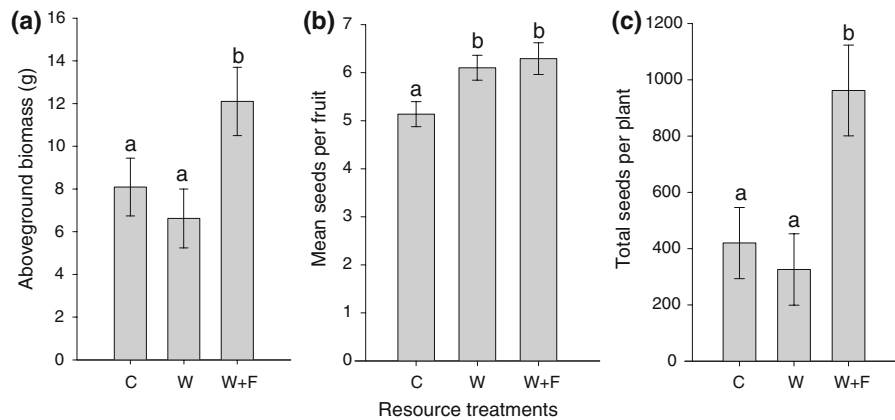 (a)
Aboveground biomass (g)
16
14
12
10
8
6
4
2
0
a
a
b
C
W
W+F
(b)
Mean seeds per fruit
7
6
5
4
3
2
1
0
a
b
b
C
W
W+F
(c)
Total seeds per plant
1200
1000
800
600
400
200
0
a
a
b
C
W
W+F
Resource treatments